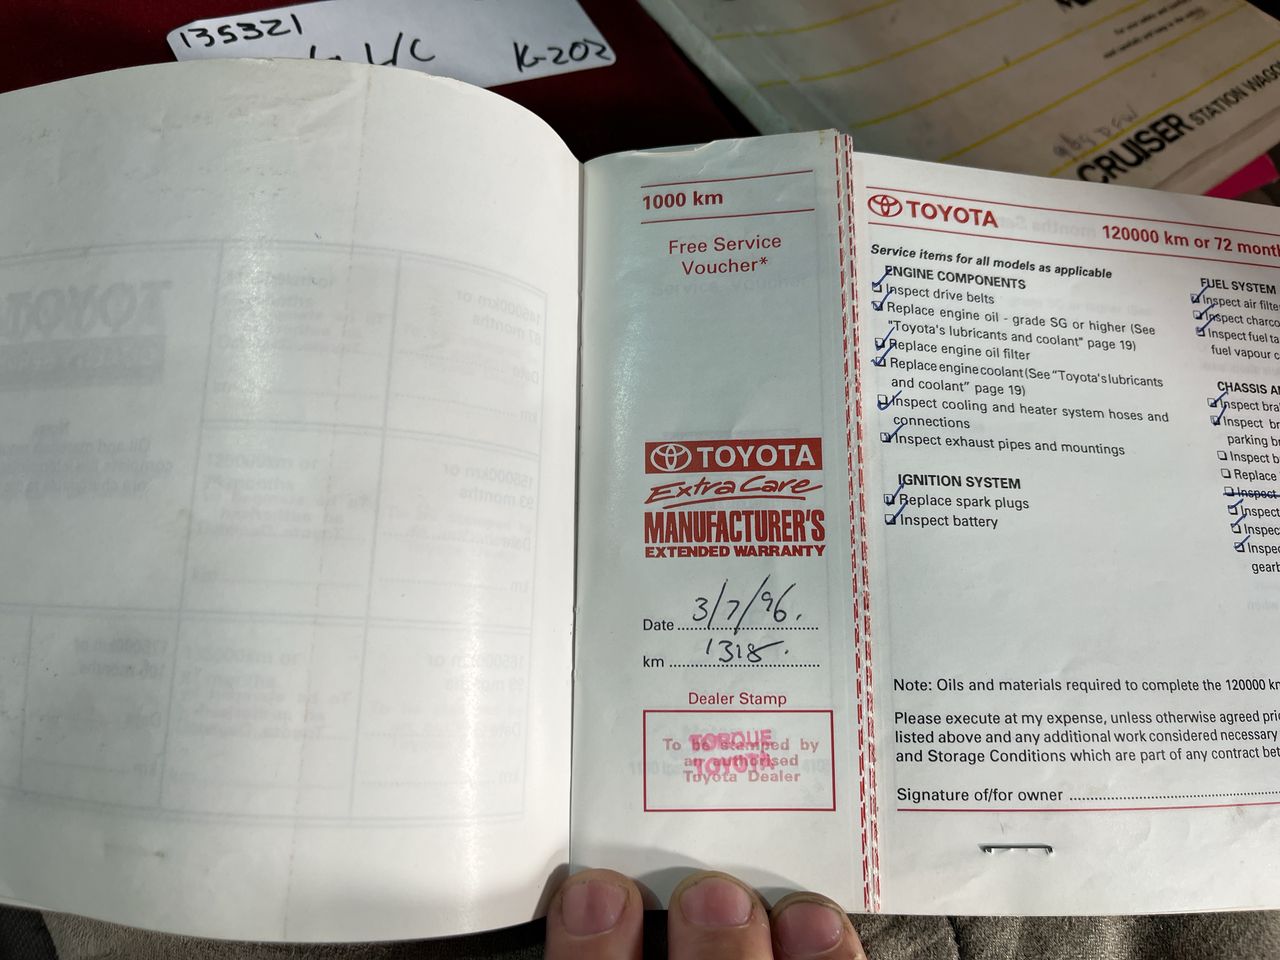 135321
L/C K-202
CRUISER STATION WAGON
1000 km
Free Service
Voucher*
TOYOTA
Extra Care
MANUFACTURER'S
EXTENDED WARRANTY
Date 3/7/96.
km 1315.
Dealer Stamp
To be stamped by
an authorised
Toyota Dealer
TORQUE
TOYOTA
TOYOTA 120000 km or 72 month
Service items for all models as applicable
ENGINE COMPONENTS
Inspect drive belts
Replace engine oil - grade SG or higher (See
"Toyota's lubricants and coolant" page 19)
Replace engine oil filter
Replace engine coolant (See "Toyota's lubricants
and coolant" page 19)
Inspect cooling and heater system hoses and
connections
Inspect exhaust pipes and mountings
IGNITION SYSTEM
Replace spark plugs
Inspect battery
FUEL SYSTEM
Inspect air filte
Inspect charco
Inspect fuel ta
fuel vapour c
CHASSIS A
Inspect bra
Inspect br
parking b
Inspect b
Replace
Inspect
Inspect
Inspec
Inspe
gearb
Note: Oils and materials required to complete the 120000 k
Please execute at my expense, unless otherwise agreed pri
listed above and any additional work considered necessary
and Storage Conditions which are part of any contract bet
Signature of/for owner